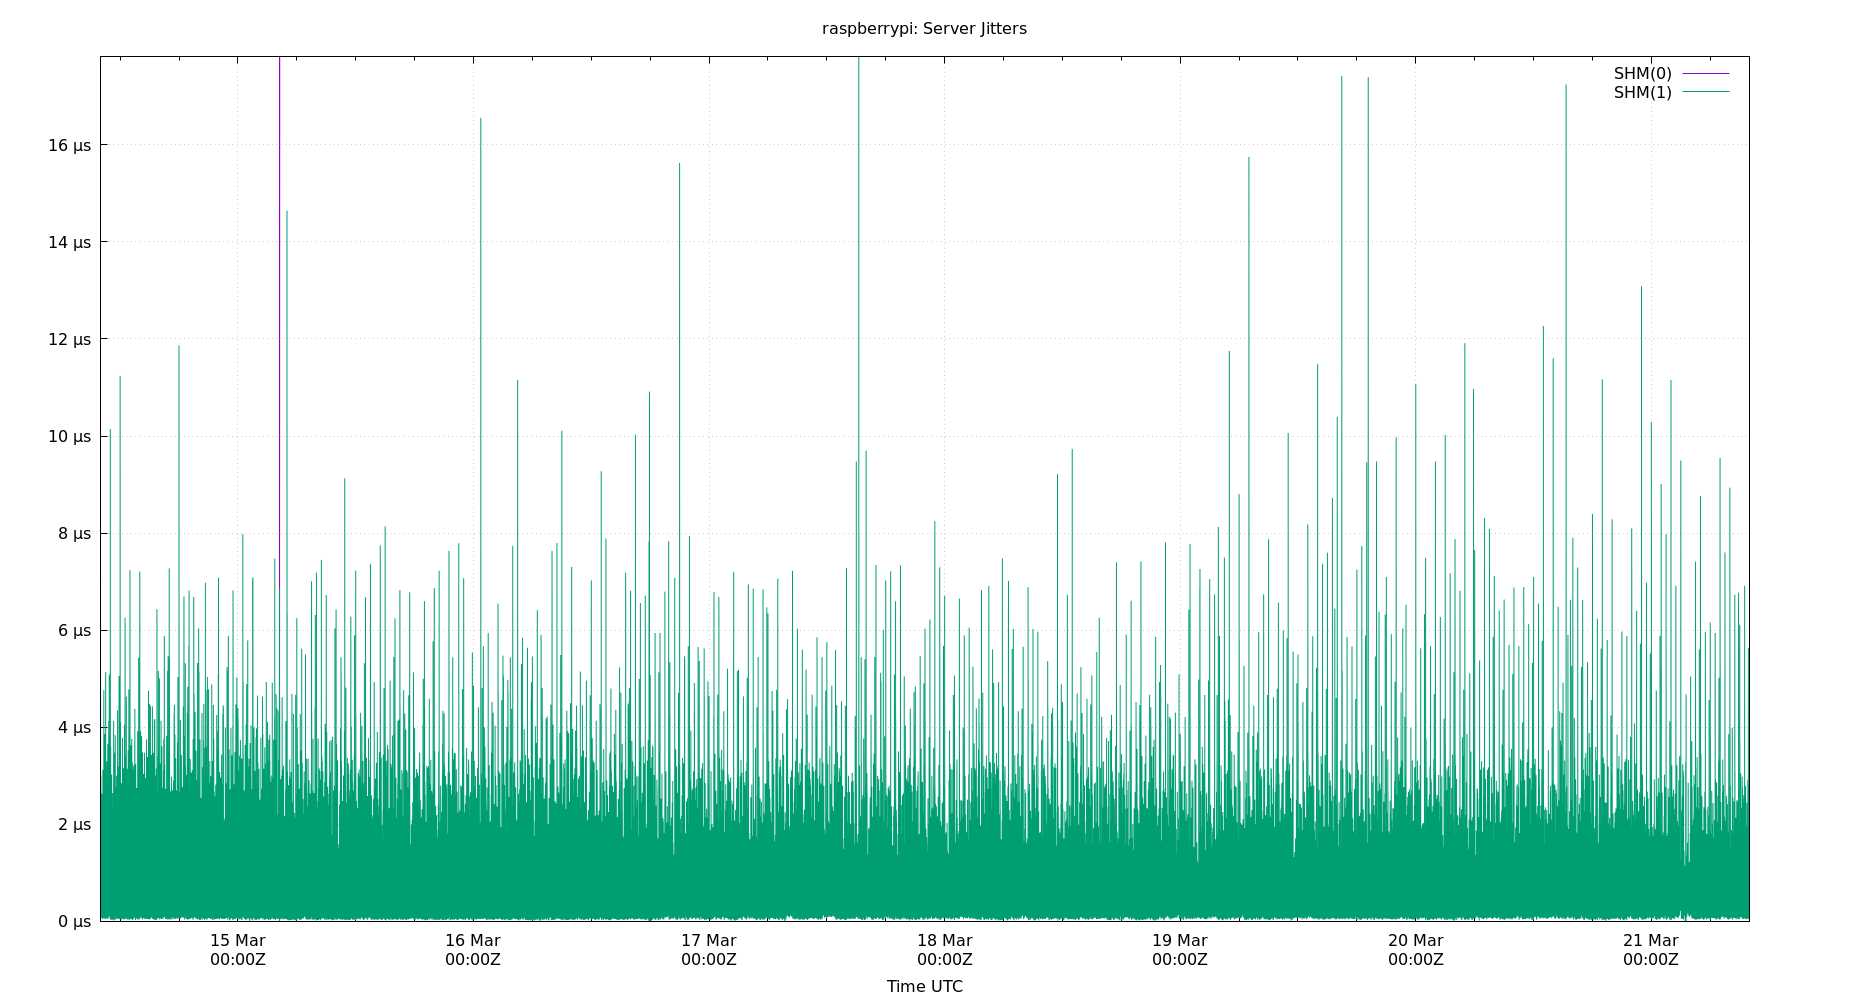 raspberrypi: Server Jitters
SHM(0)
SHM(1)
16 µs
14 µs
12 µs
10 µs
8 µs
6 µs
4 µs
2 µs
0 µs
15 Mar 16 Mar 17 Mar 18 Mar 19 Mar 20 Mar 21 Mar
00:00Z 00:00Z 00:00Z 00:00Z 00:00Z 00:00Z 00:00Z
Time UTC